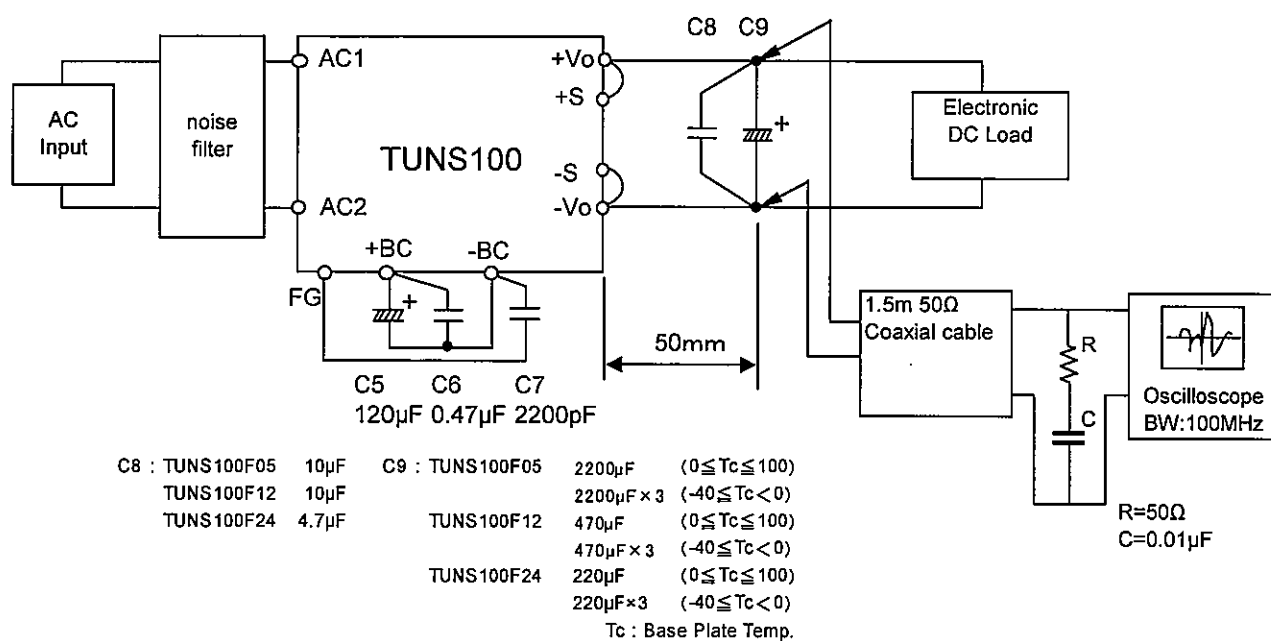 C8 C9
AC1
+Vo
+S
AC
Input
noise
filter
TUNS100
Electronic
DC Load
-S
-Vo
AC2
+BC
-BC
FG
+
+
1.5m 50Ω
Coaxial cable
50mm
R
C
Oscilloscope
BW:100MHz
C5 C6 C7
120µF 0.47µF 2200pF
R=50Ω
C=0.01µF
C8 : TUNS100F05 10µF C9 : TUNS100F05 2200µF (0≦Tc≦100)
TUNS100F12 10µF 2200µF×3 (-40≦Tc<0)
TUNS100F24 4.7µF TUNS100F12 470µF (0≦Tc≦100)
470µF×3 (-40≦Tc<0)
TUNS100F24 220µF (0≦Tc≦100)
220µF×3 (-40≦Tc<0)
Tc : Base Plate Temp.